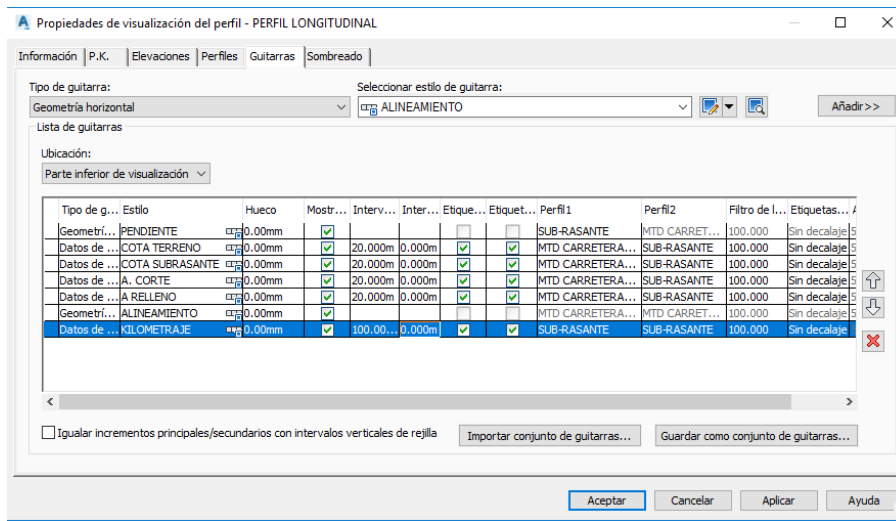 Propiedades de visualización del perfil - PERFIL LONGITUDINAL
Información P.K. Elevaciones Perfiles Guitarras Sombreado
Tipo de guitarra: Seleccionar estilo de guitarra:
Geometría horizontal ALINEAMIENTO Añadir>>
Lista de guitarras
Ubicación:
Parte inferior de visualización
Tipo de g... Estilo Hueco Mostr... Interv... Inter... Etique... Etiquet... Perfil1 Perfil2 Filtro de l... Etiquetas... A
Geometrí... PENDIENTE 0.00mm SUB-RASANTE MTD CARRET... 100.000 Sin decalaje 5
Datos de ... COTA TERRENO 0.00mm 20.000m 0.000m MTD CARRETERA... SUB-RASANTE 100.000 Sin decalaje 5
Datos de ... COTA SUBRASANTE 0.00mm 20.000m 0.000m MTD CARRETERA... SUB-RASANTE 100.000 Sin decalaje 5
Datos de ... A. CORTE 0.00mm 20.000m 0.000m MTD CARRETERA... SUB-RASANTE 100.000 Sin decalaje 5
Datos de ... A RELLENO 0.00mm 20.000m 0.000m MTD CARRETERA... SUB-RASANTE 100.000 Sin decalaje 5
Geometrí... ALINEAMIENTO 0.00mm MTD CARRETERA... MTD CARRET... 100.000 Sin decalaje 5
Datos de ... KILOMETRAJE 0.00mm 100.00... 0.000m SUB-RASANTE SUB-RASANTE 100.000 Sin decalaje 5
Igualar incrementos principales/secundarios con intervalos verticales de rejilla Importar conjunto de guitarras... Guardar como conjunto de guitarras...
Aceptar Cancelar Aplicar Ayuda